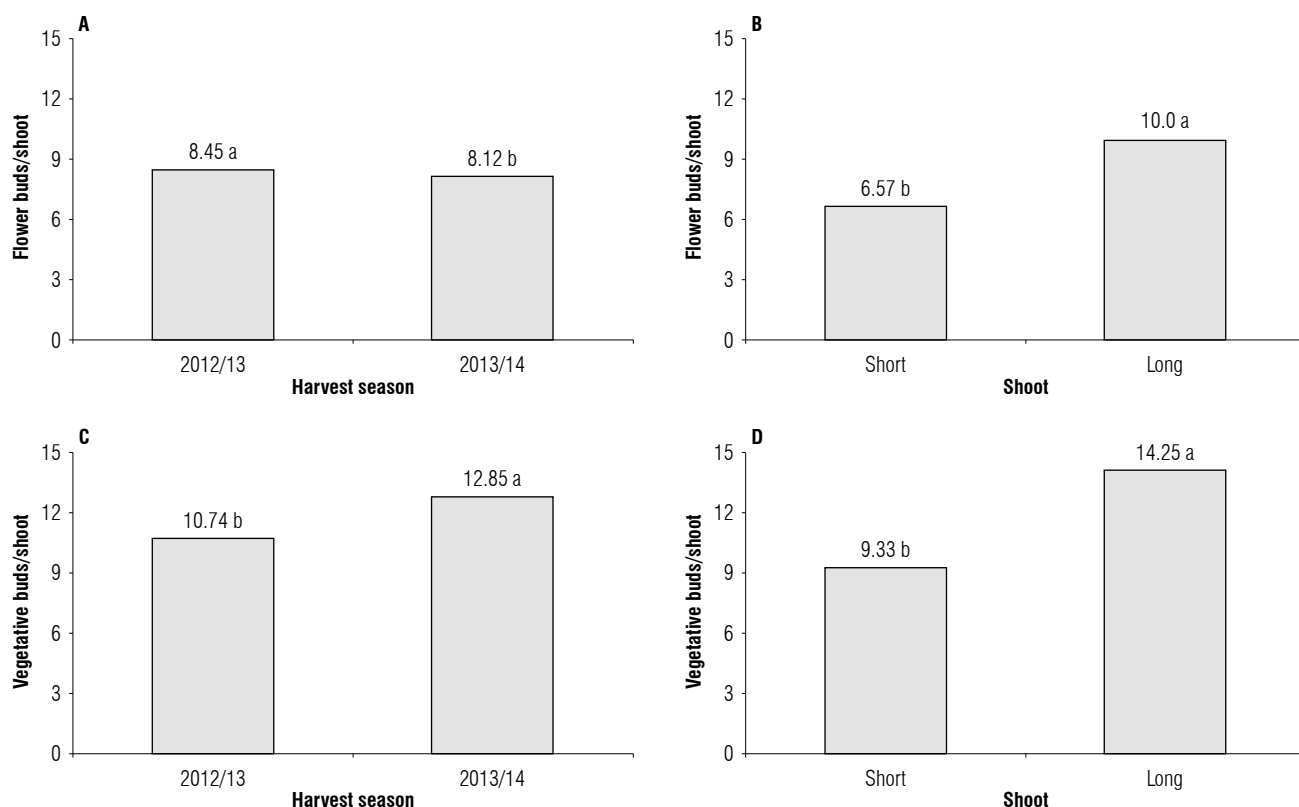 A
Flower buds/shoot
15
12
9
6
3
0
8.45 a
8.12 b
2012/13
2013/14
Harvest season
B
Flower buds/shoot
15
12
9
6
3
0
6.57 b
10.0 a
Short
Long
Shoot
C
Vegetative buds/shoot
15
12
9
6
3
0
10.74 b
12.85 a
2012/13
2013/14
Harvest season
D
Vegetative buds/shoot
15
12
9
6
3
0
9.33 b
14.25 a
Short
Long
Shoot